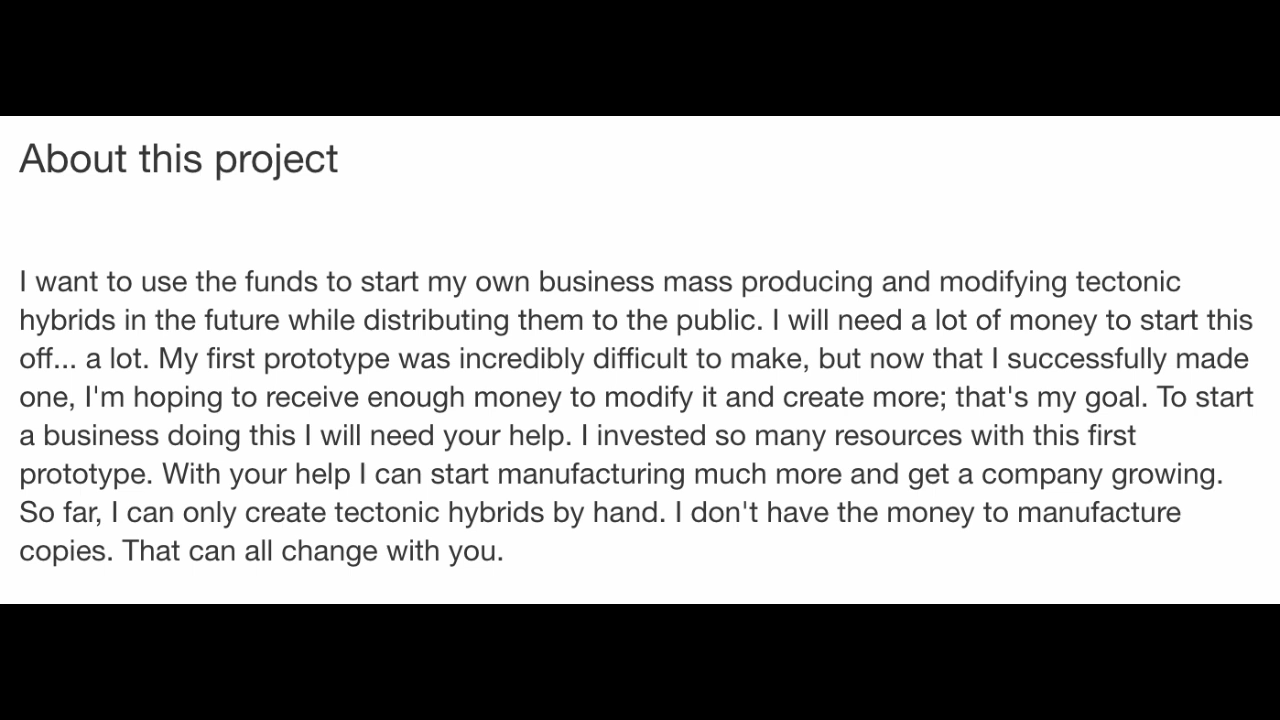 About this project
I want to use the funds to start my own business mass producing and modifying tectonic
hybrids in the future while distributing them to the public. I will need a lot of money to start this
off... a lot. My first prototype was incredibly difficult to make, but now that I successfully made
one, I'm hoping to receive enough money to modify it and create more; that's my goal. To start
a business doing this I will need your help. I invested so many resources with this first
prototype. With your help I can start manufacturing much more and get a company growing.
So far, I can only create tectonic hybrids by hand. I don't have the money to manufacture
copies. That can all change with you.